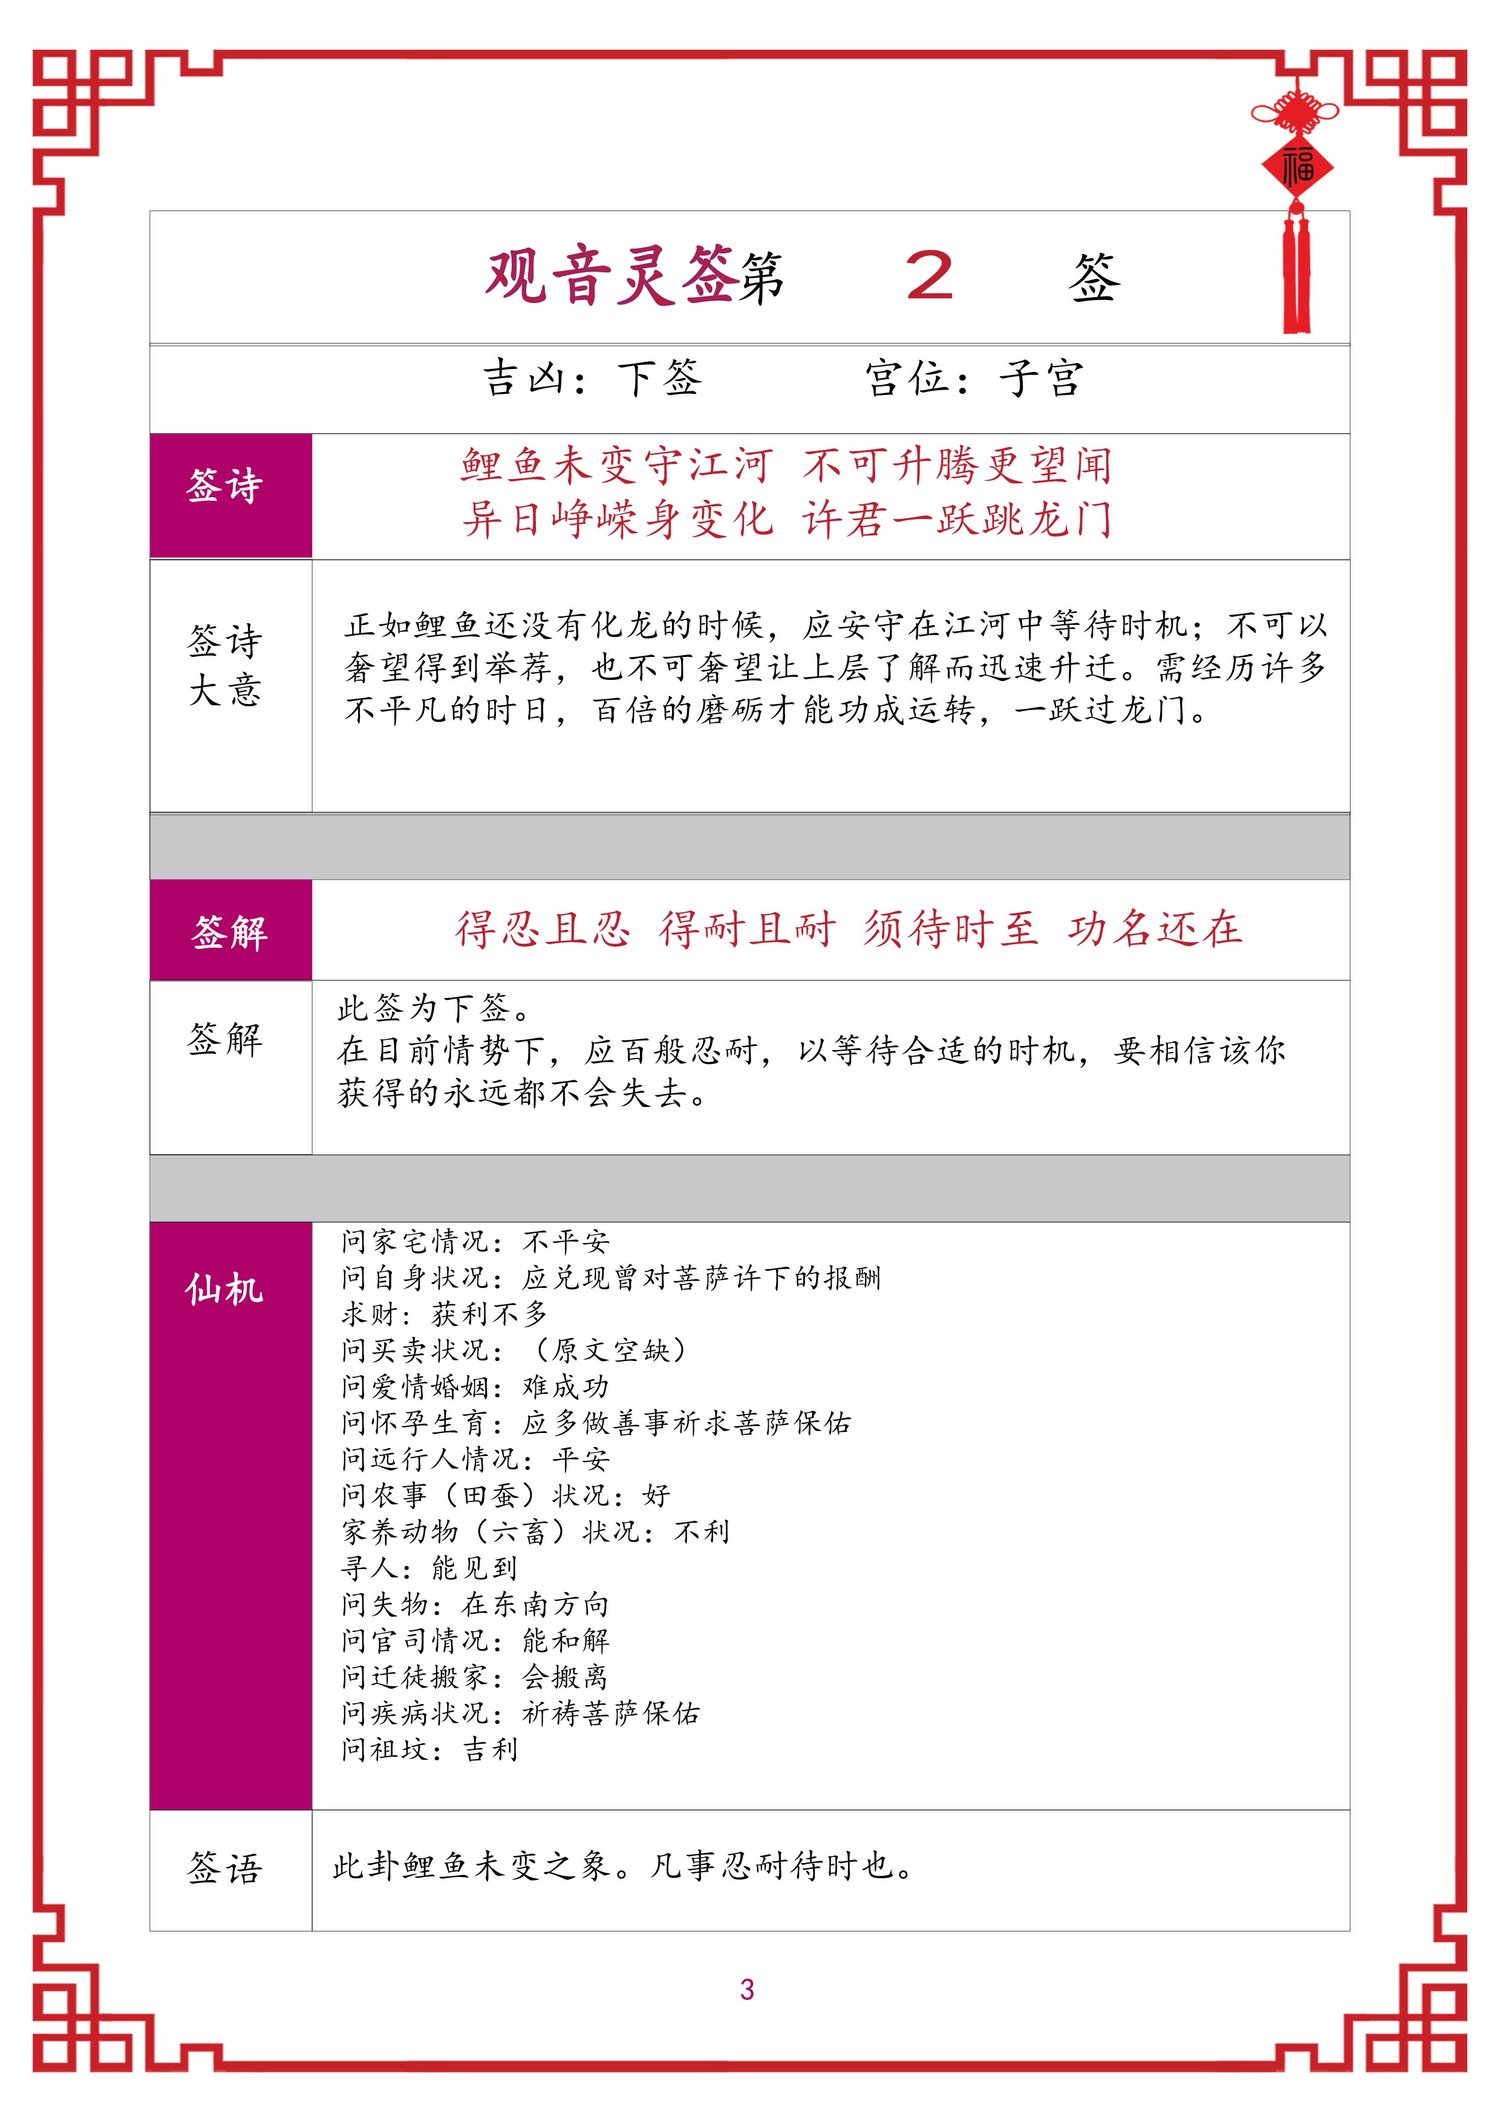 福
观音灵签第 2 签
吉凶：下签 宫位：子宫
签诗
鲤鱼未变守江河 不可升腾更望闻
异日峥嵘身变化 许君一跃跳龙门
签诗
大意
正如鲤鱼还没有化龙的时候，应安守在江河中等待时机；不可以
奢望得到举荐，也不可奢望让上层了解而迅速升迁。需经历许多
不平凡的时日，百倍的磨砺才能功成运转，一跃过龙门。
签解
得忍且忍 得耐且耐 须待时至 功名还在
签解
此签为下签。
在目前情势下，应百般忍耐，以等待合适的时机，要相信该你
获得的永远都不会失去。
仙机
问家宅情况：不平安
问自身状况：应兑现曾对菩萨许下的报酬
求财：获利不多
问买卖状况：（原文空缺）
问爱情婚姻：难成功
问怀孕生育：应多做善事祈求菩萨保佑
问远行人情况：平安
问农事（田蚕）状况：好
家养动物（六畜）状况：不利
寻人：能见到
问失物：在东南方向
问官司情况：能和解
问迁徒搬家：会搬离
问疾病状况：祈祷菩萨保佑
问祖坟：吉利
签语
此卦鲤鱼未变之象。凡事忍耐待时也。
3